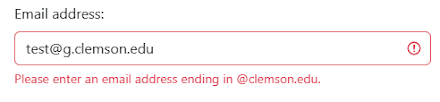 Email address:
test@g.clemson.edu
Please enter an email address ending in @clemson.edu.